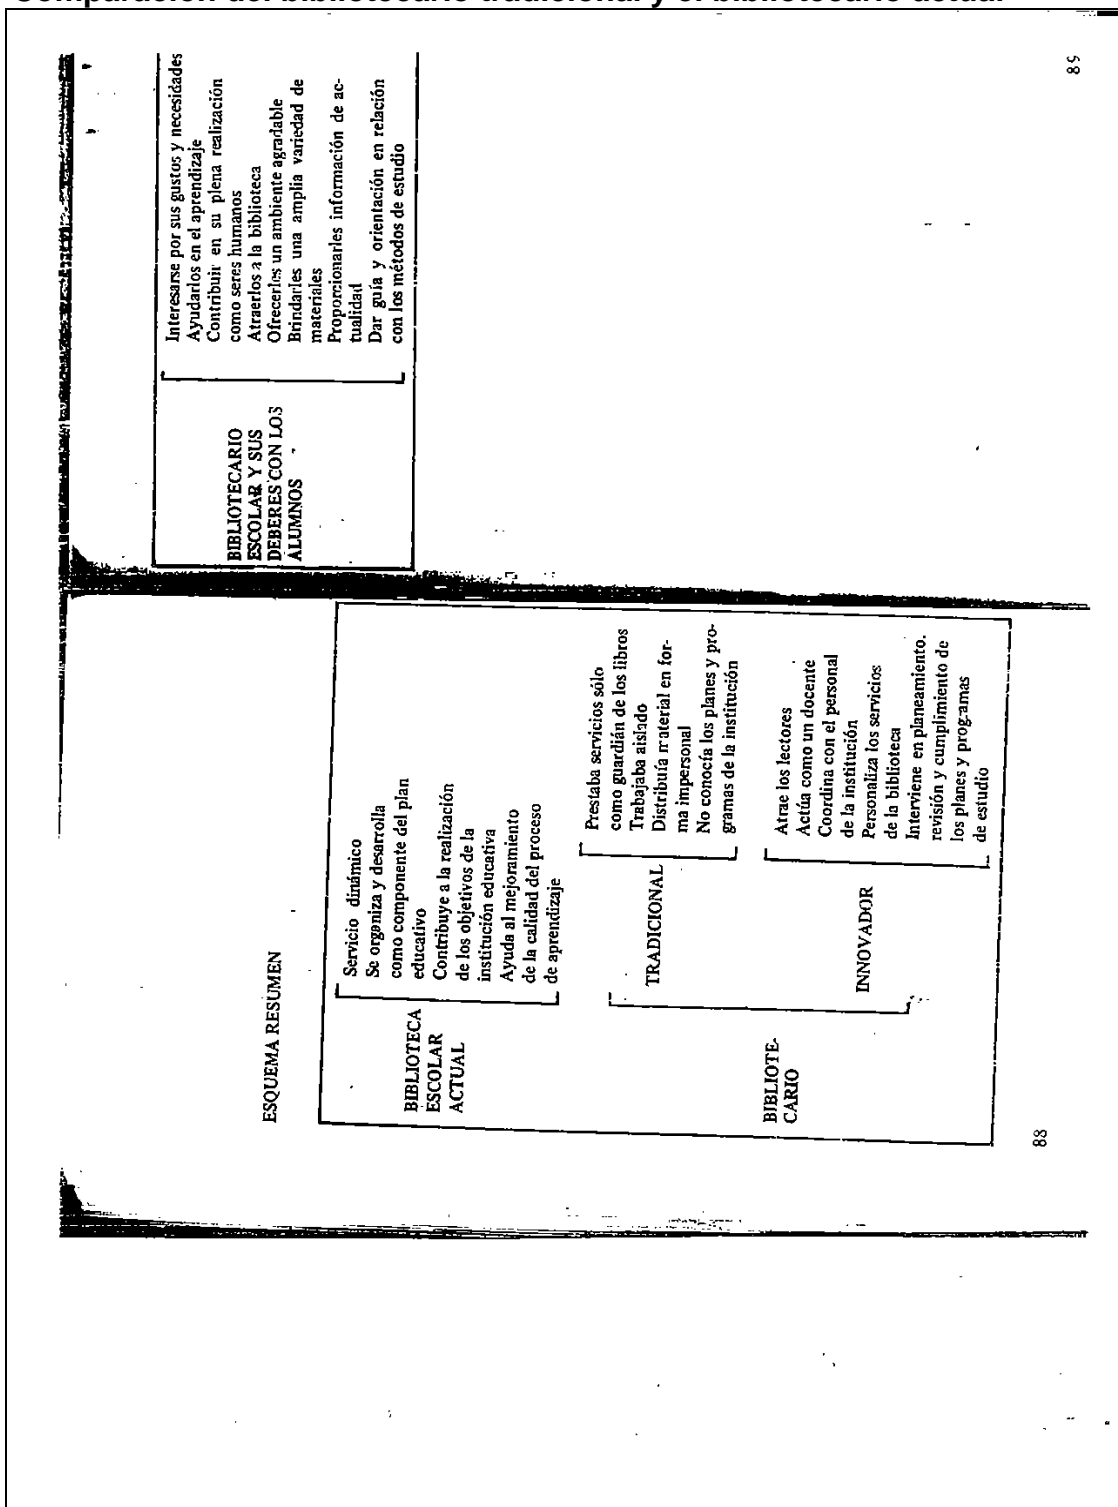 Comparación del bibliotecario tradicional y el bibliotecario actual
ESQUEMA RESUMEN
BIBLIOTECA
ESCOLAR
ACTUAL
Servicio dinámico
Se organiza y desarrolla
como componente del plan
educativo
Contribuye a la realización
de los objetivos de la
institución educativa
Ayuda al mejoramiento
de la calidad del proceso
de aprendizaje
BIBLIOTE-
CARIO
TRADICIONAL
Prestaba servicios sólo
como guardián de los libros
Trabajaba aislado
Distribuía material en for-
ma impersonal
No conocía los planes y pro-
gramas de la institución
INNOVADOR
Atrae los lectores
Actúa como un docente
Coordina con el personal
de la institución
Personaliza los servicios
de la biblioteca
Interviene en planeamiento.
revisión y cumplimiento de
los planes y programas
de estudio
88
BIBLIOTECARIO
ESCOLAR Y SUS
DEBERES CON LOS
ALUMNOS
Interesarse por sus gustos y necesidades
Ayudarlos en el aprendizaje
Contribuir en su plena realización
como seres humanos
Atraerlos a la biblioteca
Ofrecerles un ambiente agradable
Brindarles una amplia variedad de
materiales
Proporcionarles información de ac-
tualidad
Dar guía y orientación en relación
con los métodos de estudio
89